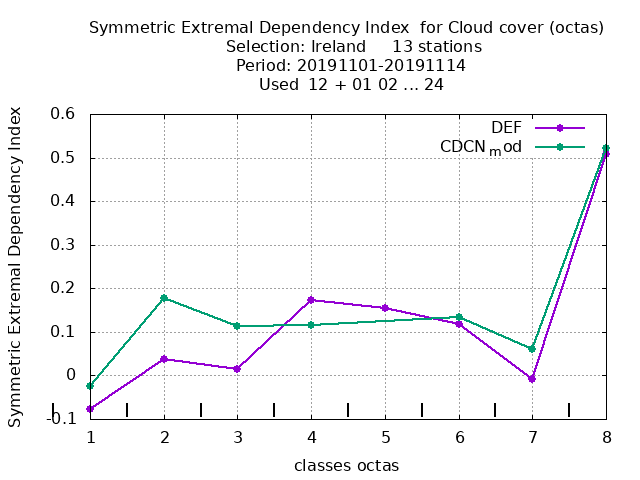 Symmetric Extremal Dependency Index for Cloud cover (octas)
Selection: Ireland 13 stations
Period: 20191101-20191114
Used 12 + 01 02 ... 24
DEF
CDCN_mod
Symmetric Extremal Dependency Index
0.6
0.5
0.4
0.3
0.2
0.1
0
-0.1
1 2 3 4 5 6 7 8
classes octas